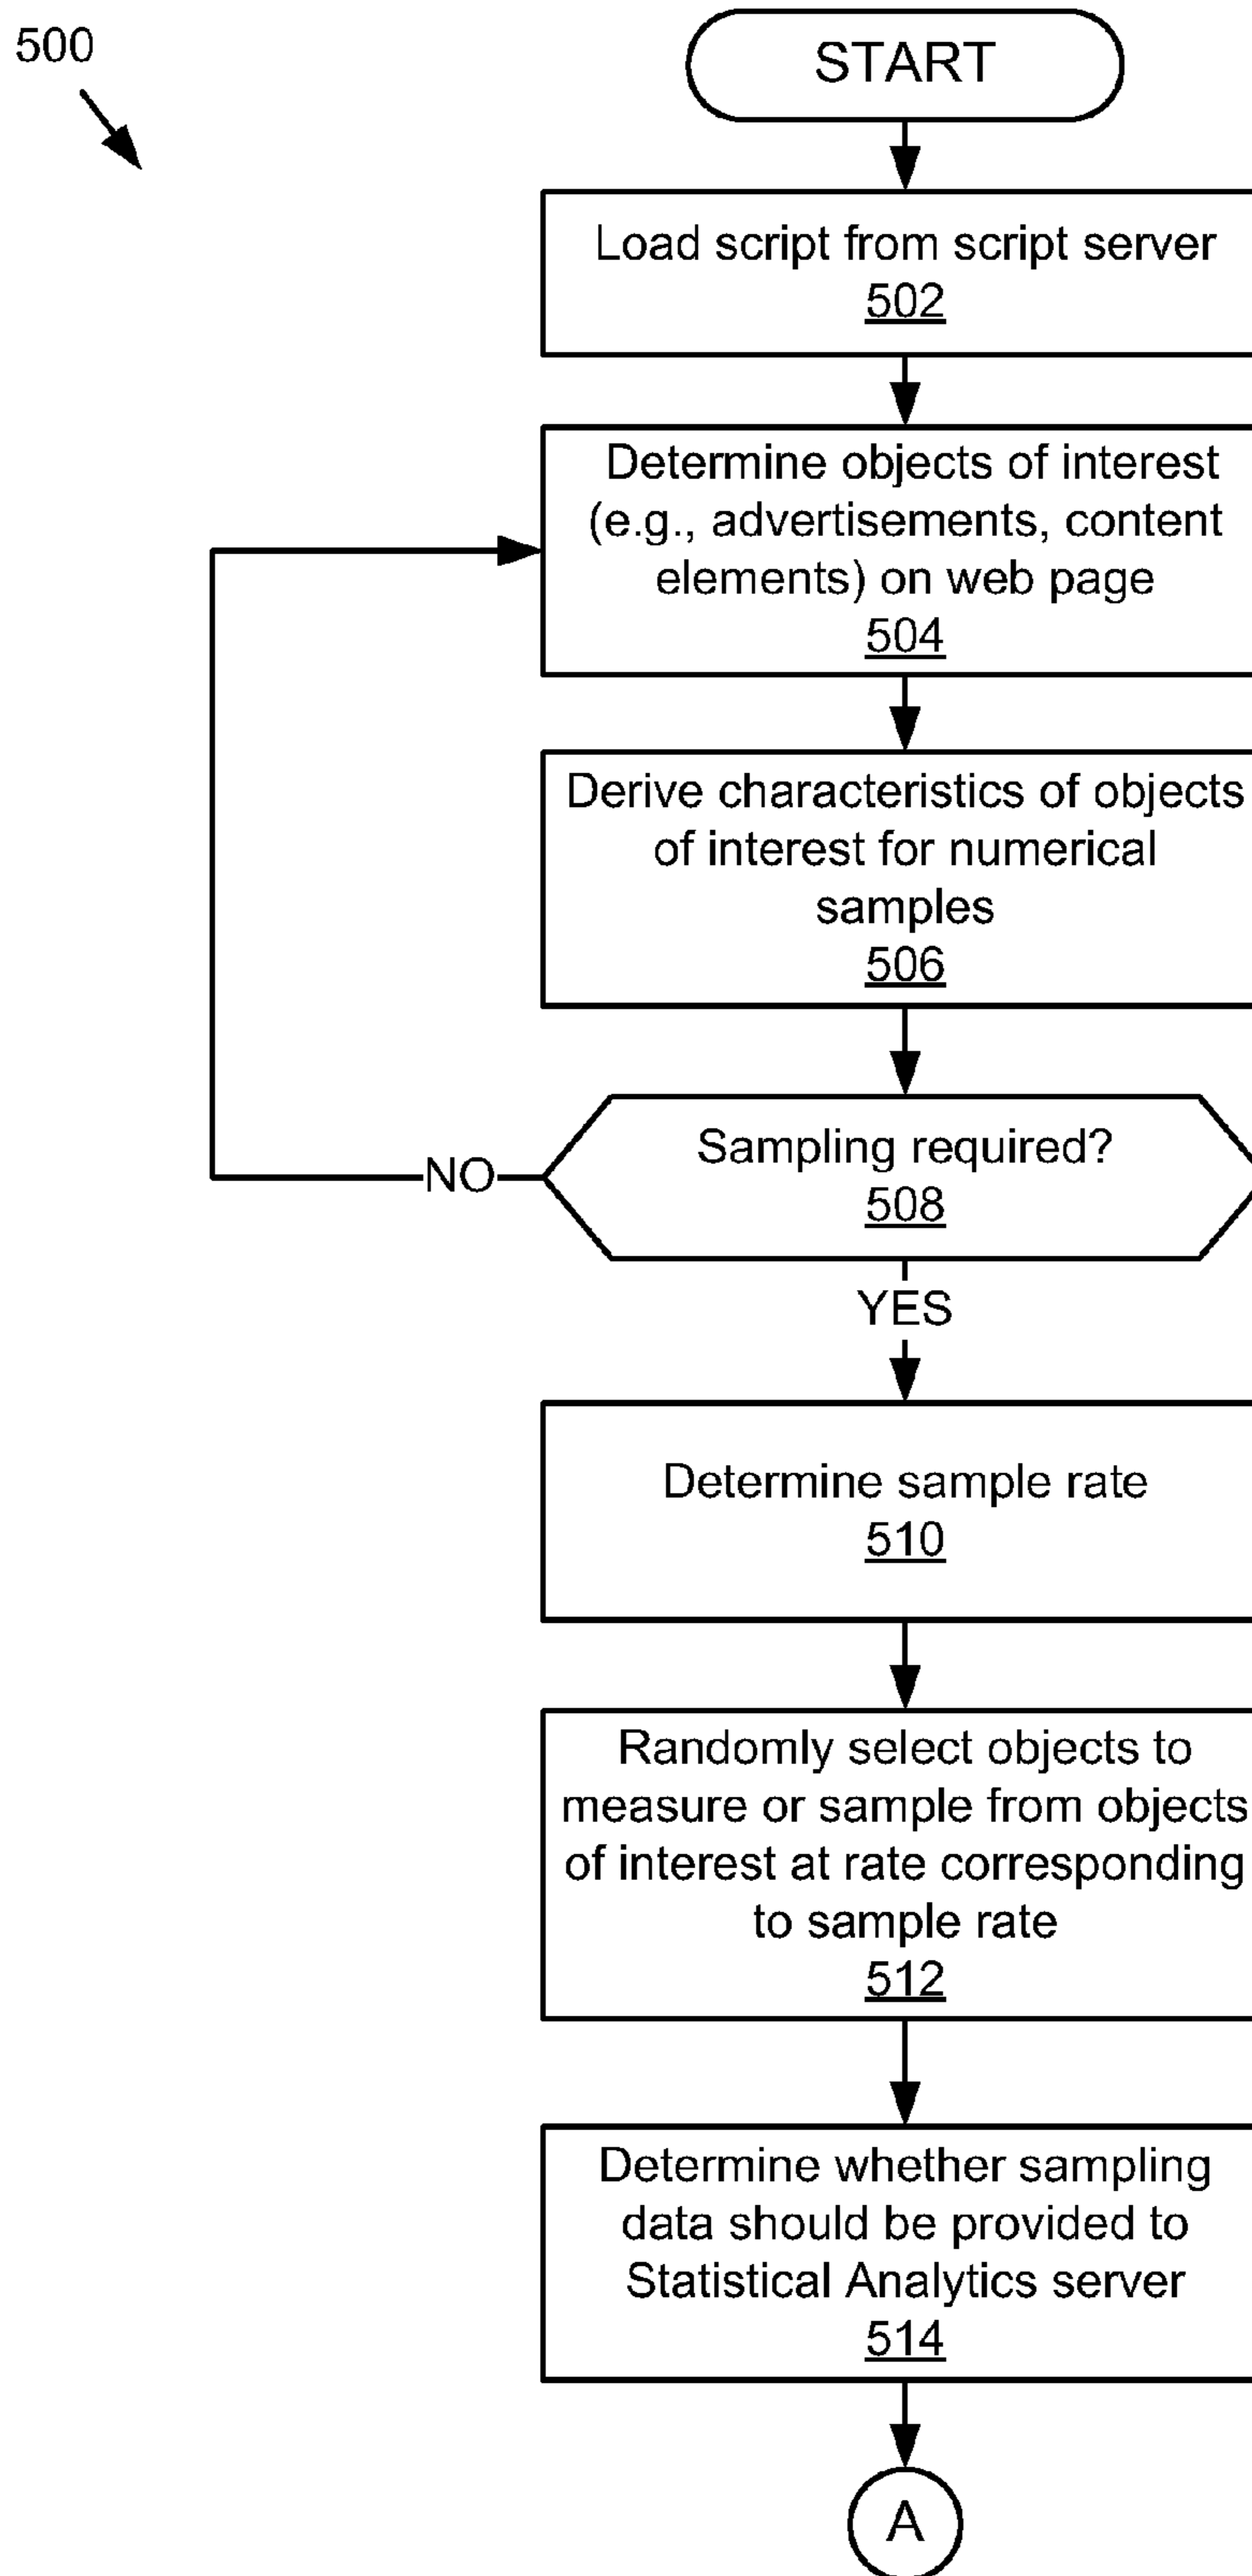 500
START
Load script from script server
502
Determine objects of interest
(e.g., advertisements, content
elements) on web page
504
Derive characteristics of objects
of interest for numerical
samples
506
Sampling required?
508
NO
YES
Determine sample rate
510
Randomly select objects to
measure or sample from objects
of interest at rate corresponding
to sample rate
512
Determine whether sampling
data should be provided to
Statistical Analytics server
514
A